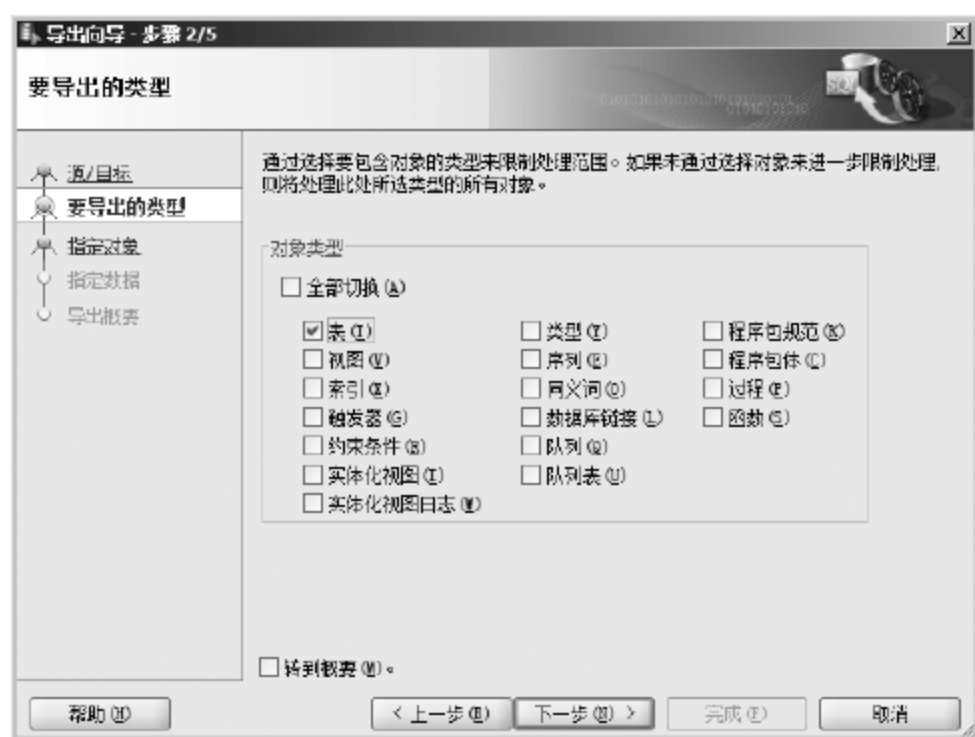 导出向导 - 步骤 2/5
要导出的类型
SQL
源/目标
要导出的类型
指定对象
指定数据
导出概要
通过选择要包含对象的类型来限制处理范围。如果未通过选择对象来进一步限制处理,
则将处理此处所选类型的所有对象。
对象类型
全部切换(A)
表(T) 类型(Y) 程序包规范(K)
视图(V) 序列(E) 程序包体(C)
索引(X) 同义词(O) 过程(P)
触发器(G) 数据库链接(L) 函数(S)
约束条件(R) 队列(Q)
实体化视图(I) 队列表(U)
实体化视图日志(W)
转到概要(M)。
帮助(H) < 上一步(B) 下一步(N) > 完成(F) 取消